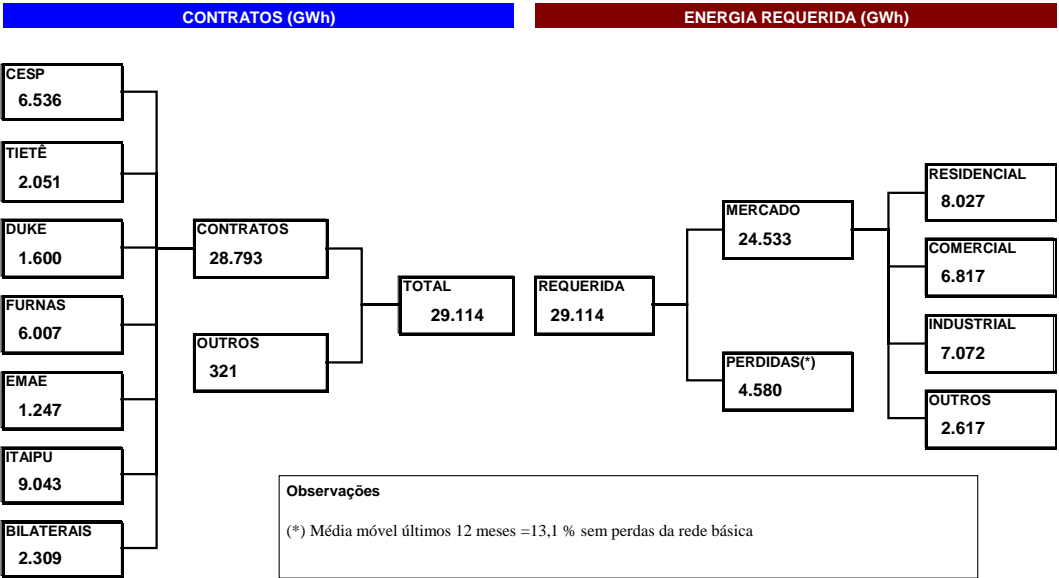 CONTRATOS (GWh)
ENERGIA REQUERIDA (GWh)
CESP
6.536
TIETÊ
2.051
DUKE
1.600
FURNAS
6.007
EMAE
1.247
ITAIPU
9.043
BILATERAIS
2.309
CONTRATOS
28.793
OUTROS
321
TOTAL
29.114
REQUERIDA
29.114
MERCADO
24.533
PERDIDAS(*)
4.580
RESIDENCIAL
8.027
COMERCIAL
6.817
INDUSTRIAL
7.072
OUTROS
2.617
Observações
(*) Média móvel últimos 12 meses =13,1 % sem perdas da rede básica